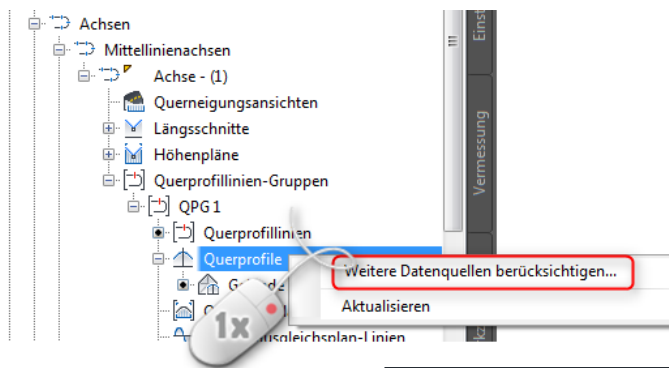 Achsen
Mittellinienachsen
Achse - (1)
Querneigungsansichten
Längsschnitte
Höhenpläne
Querprofillinien-Gruppen
QPG 1
Querprofillinien
Querprofile
Weitere Datenquellen berücksichtigen...
Aktualisieren
1x
Vermessung